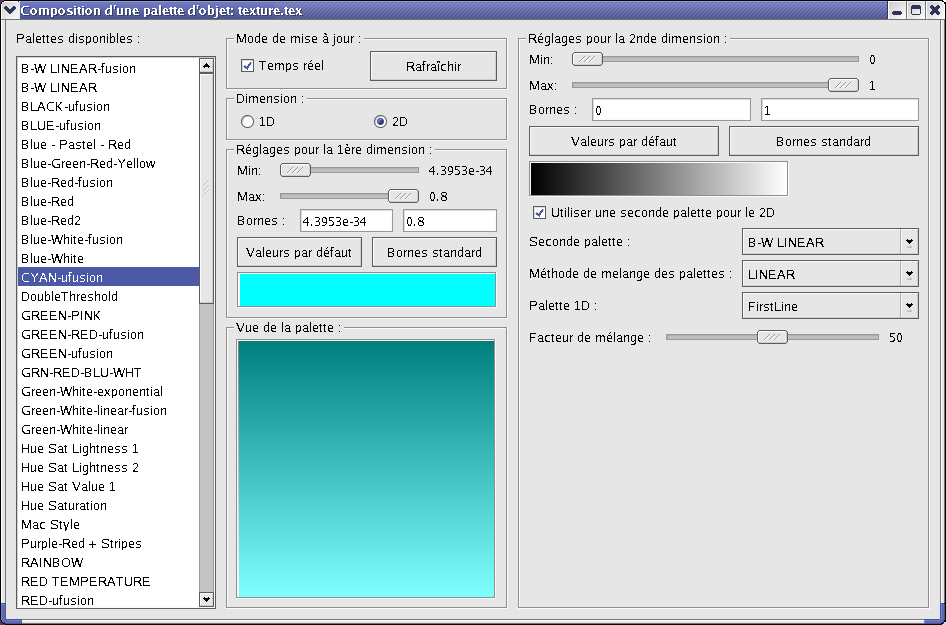 Composition d'une palette d'objet: texture.tex
Palettes disponibles :
B-W LINEAR-fusion
B-W LINEAR
BLACK-ufusion
BLUE-ufusion
Blue - Pastel - Red
Blue-Green-Red-Yellow
Blue-Red-fusion
Blue-Red
Blue-Red2
Blue-White-fusion
Blue-White
CYAN-ufusion
DoubleThreshold
GREEN-PINK
GREEN-RED-ufusion
GREEN-ufusion
GRN-RED-BLU-WHT
Green-White-exponential
Green-White-linear-fusion
Green-White-linear
Hue Sat Lightness 1
Hue Sat Lightness 2
Hue Sat Value 1
Hue Saturation
Mac Style
Purple-Red + Stripes
RAINBOW
RED TEMPERATURE
RED-ufusion
Mode de mise à jour :
Temps réel Rafraîchir
Dimension :
1D 2D
Réglages pour la 1ère dimension :
Min: 4.3953e-34
Max: 0.8
Bornes : 4.3953e-34 0.8
Valeurs par défaut Bornes standard
Vue de la palette :
Réglages pour la 2nde dimension :
Min: 0
Max: 1
Bornes : 0 1
Valeurs par défaut Bornes standard
Utiliser une seconde palette pour le 2D
Seconde palette : B-W LINEAR
Méthode de melange des palettes : LINEAR
Palette 1D : FirstLine
Facteur de mélange : 50